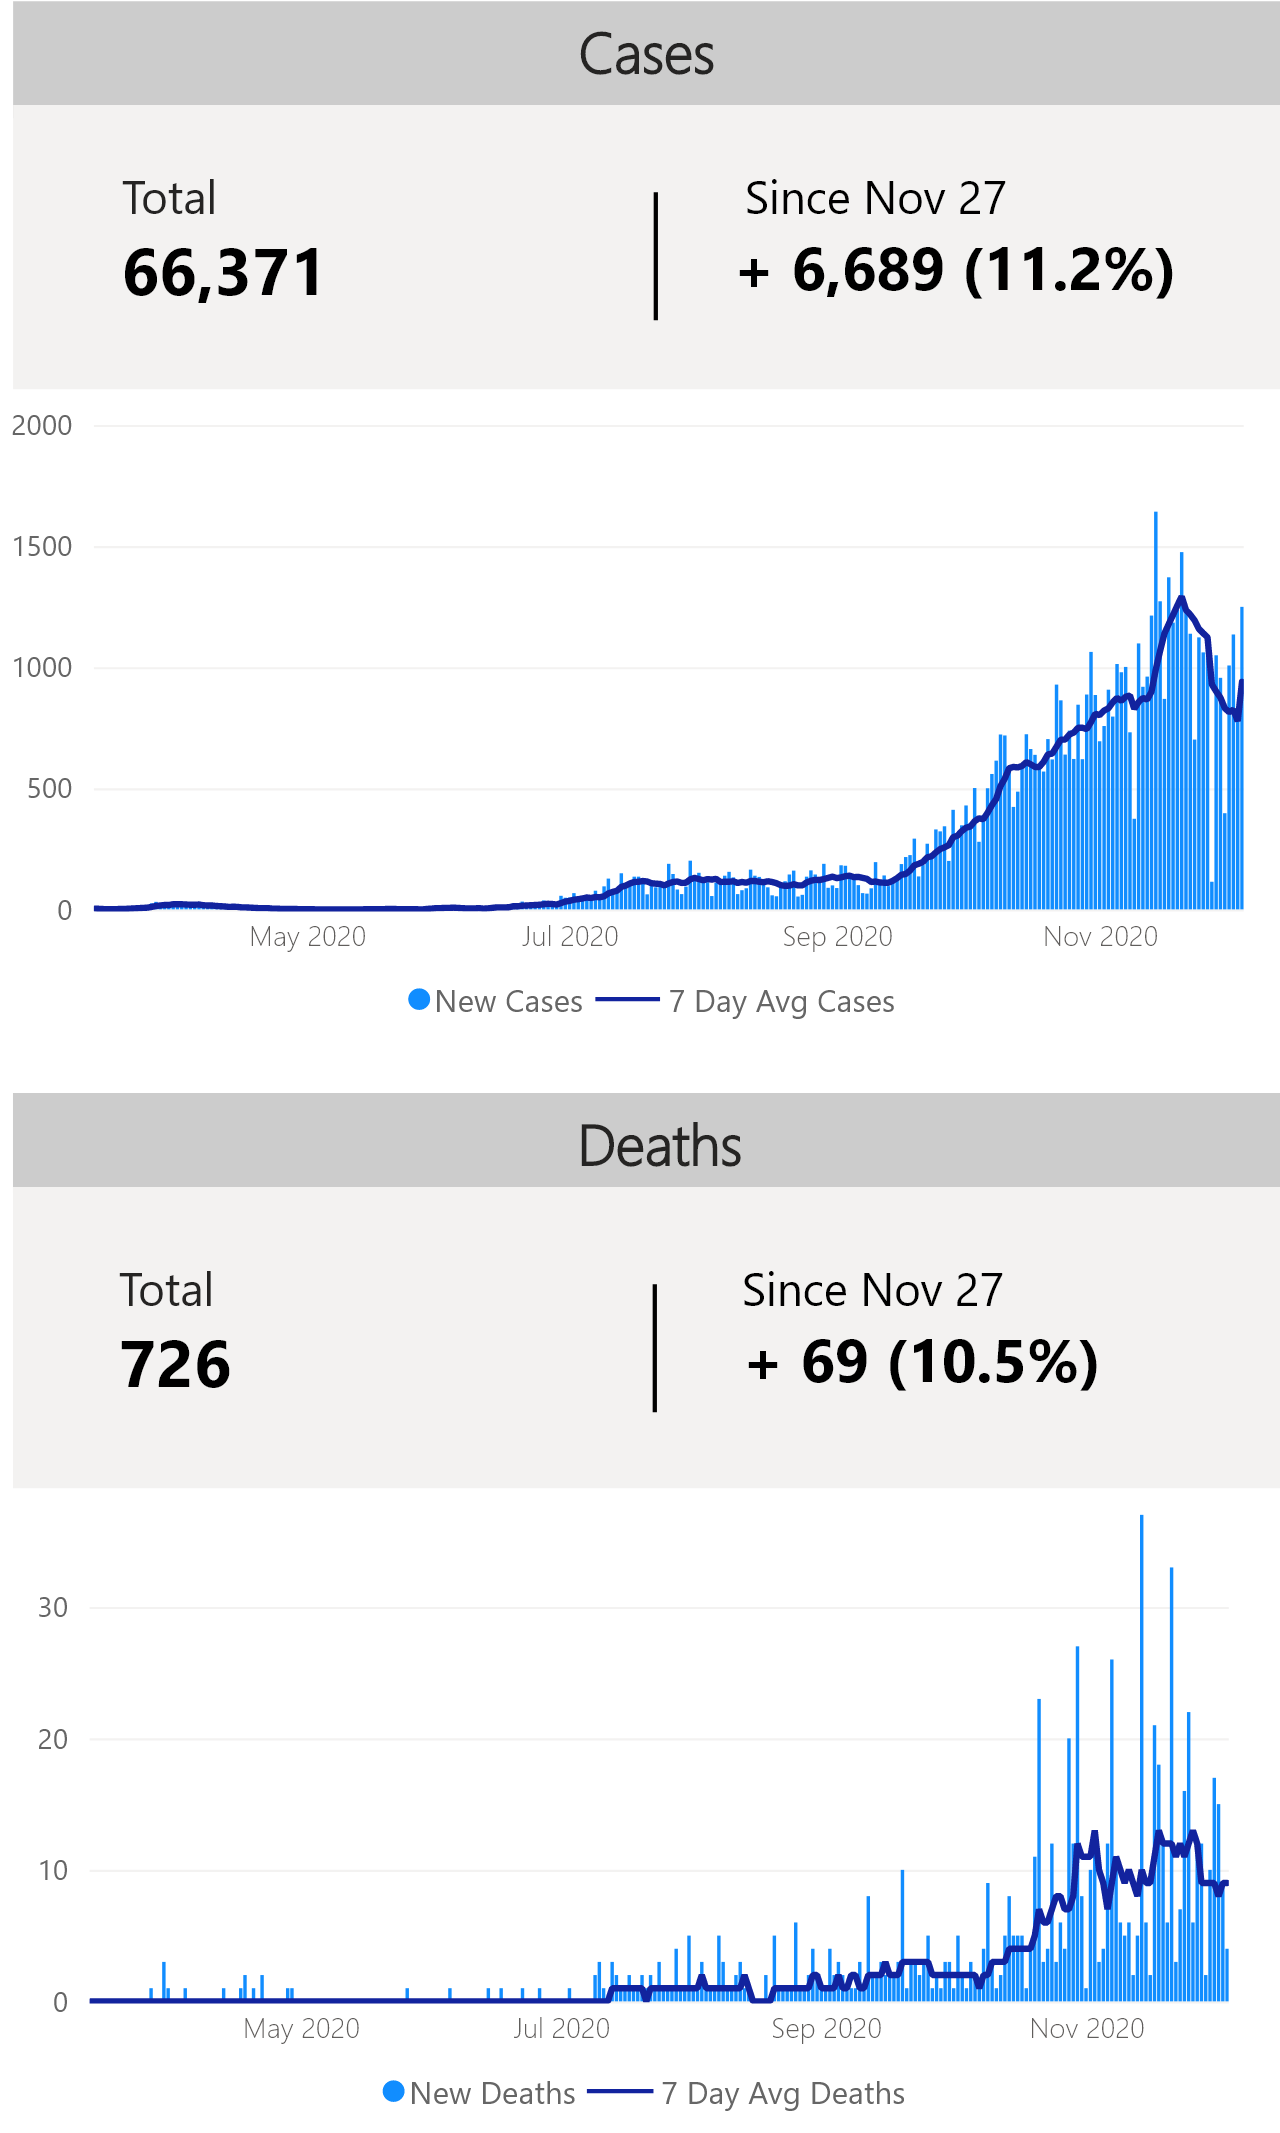 Cases
Total
66,371
Since Nov 27
+ 6,689 (11.2%)
2000
1500
1000
500
0
May 2020 Jul 2020 Sep 2020 Nov 2020
New Cases 7 Day Avg Cases
Deaths
Total
726
Since Nov 27
+ 69 (10.5%)
30
20
10
0
May 2020 Jul 2020 Sep 2020 Nov 2020
New Deaths 7 Day Avg Deaths